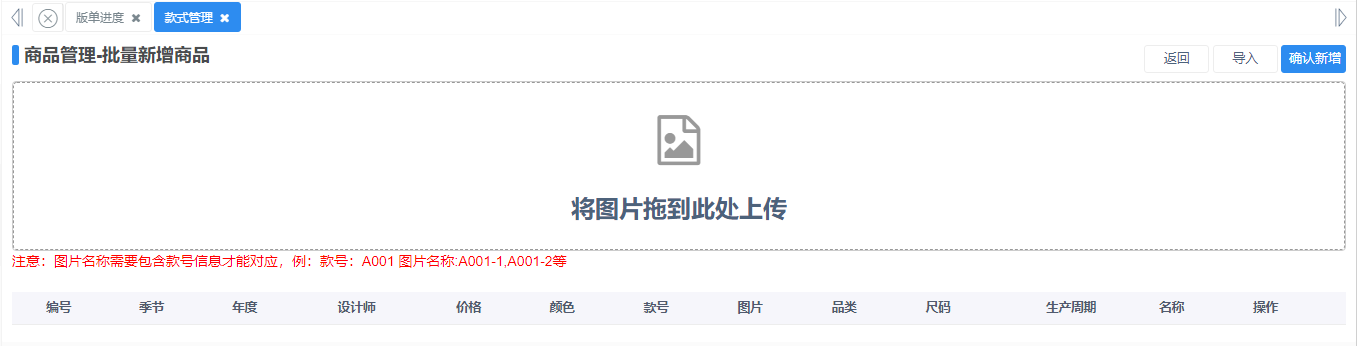 版单进度 款式管理
商品管理-批量新增商品 返回 导入 确认新增
将图片拖到此处上传
注意：图片名称需要包含款号信息才能对应，例：款号：A001 图片名称:A001-1,A001-2等
编号 季节 年度 设计师 价格 颜色 款号 图片 品类 尺码 生产周期 名称 操作